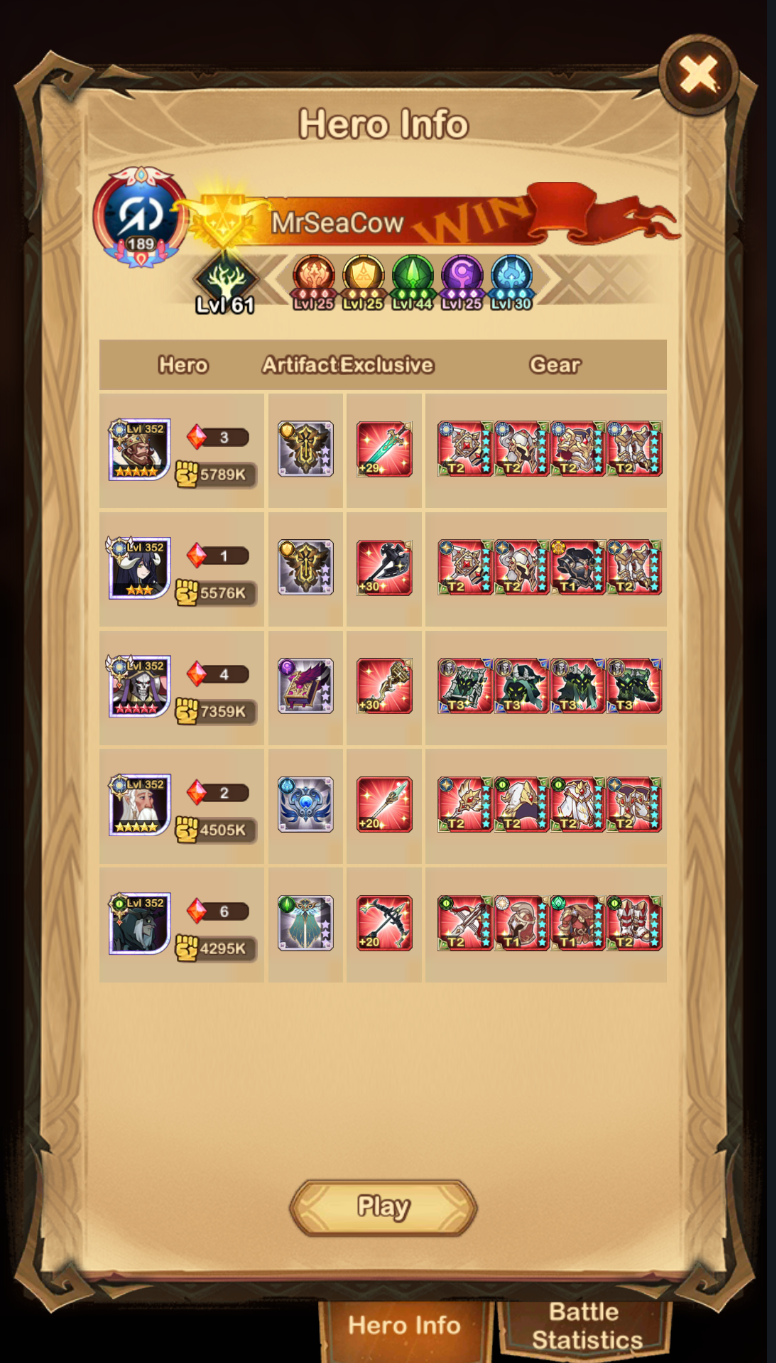 Hero Info
MrSeaCow
WIN
189
Lvl 61
Lvl 25
Lvl 25
Lvl 44
Lvl 25
Lvl 30
Hero Artifact Exclusive Gear
Lvl 352
3
5789K
+29
T2 T2 T2 T2
Lvl 352
1
5576K
+30
T2 T2 T1 T2
Lvl 352
4
7359K
+30
T3 T3 T3 T3
Lvl 352
2
4505K
+20
T2 T2 T2 T2
Lvl 352
6
4295K
+20
T2 T1 T1 T2
Play
Hero Info
Battle
Statistics